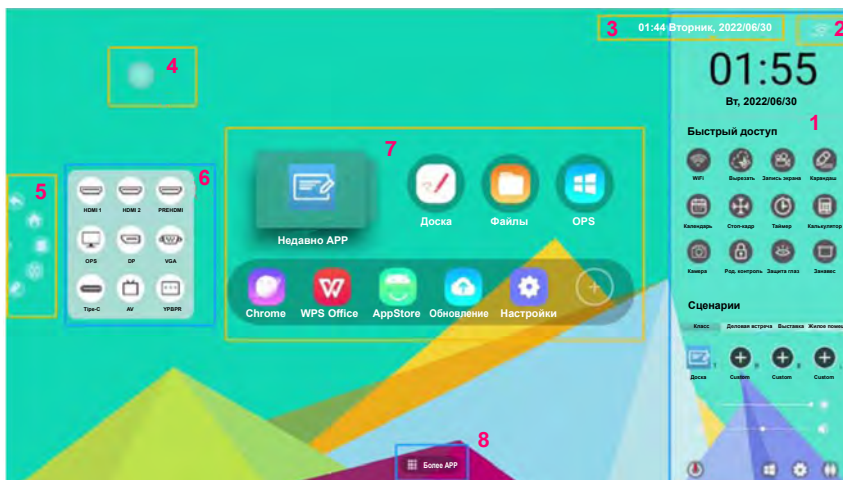 3 01:44 Вторник, 2022/06/30 2
4
01:55
Вт, 2022/06/30
1
Быстрый доступ
WIFI Вырезать Запись экрана Карандаш
Календарь Стоп-кадр Таймер Калькулятор
Камера Род. контроль Защита глаз Занавес
Сценарии
Класс Деловая встреча Выставка Жилое
Доска Custom Custom Custom
5
6
HDMI 1 HDMI 2 PREHDMI
OPS DP VGA
Tipe-C AV YPBPR
7
Недавно APP
Доска Файлы OPS
Chrome WPS Office AppStore Обновление Настройки
8
Более APP